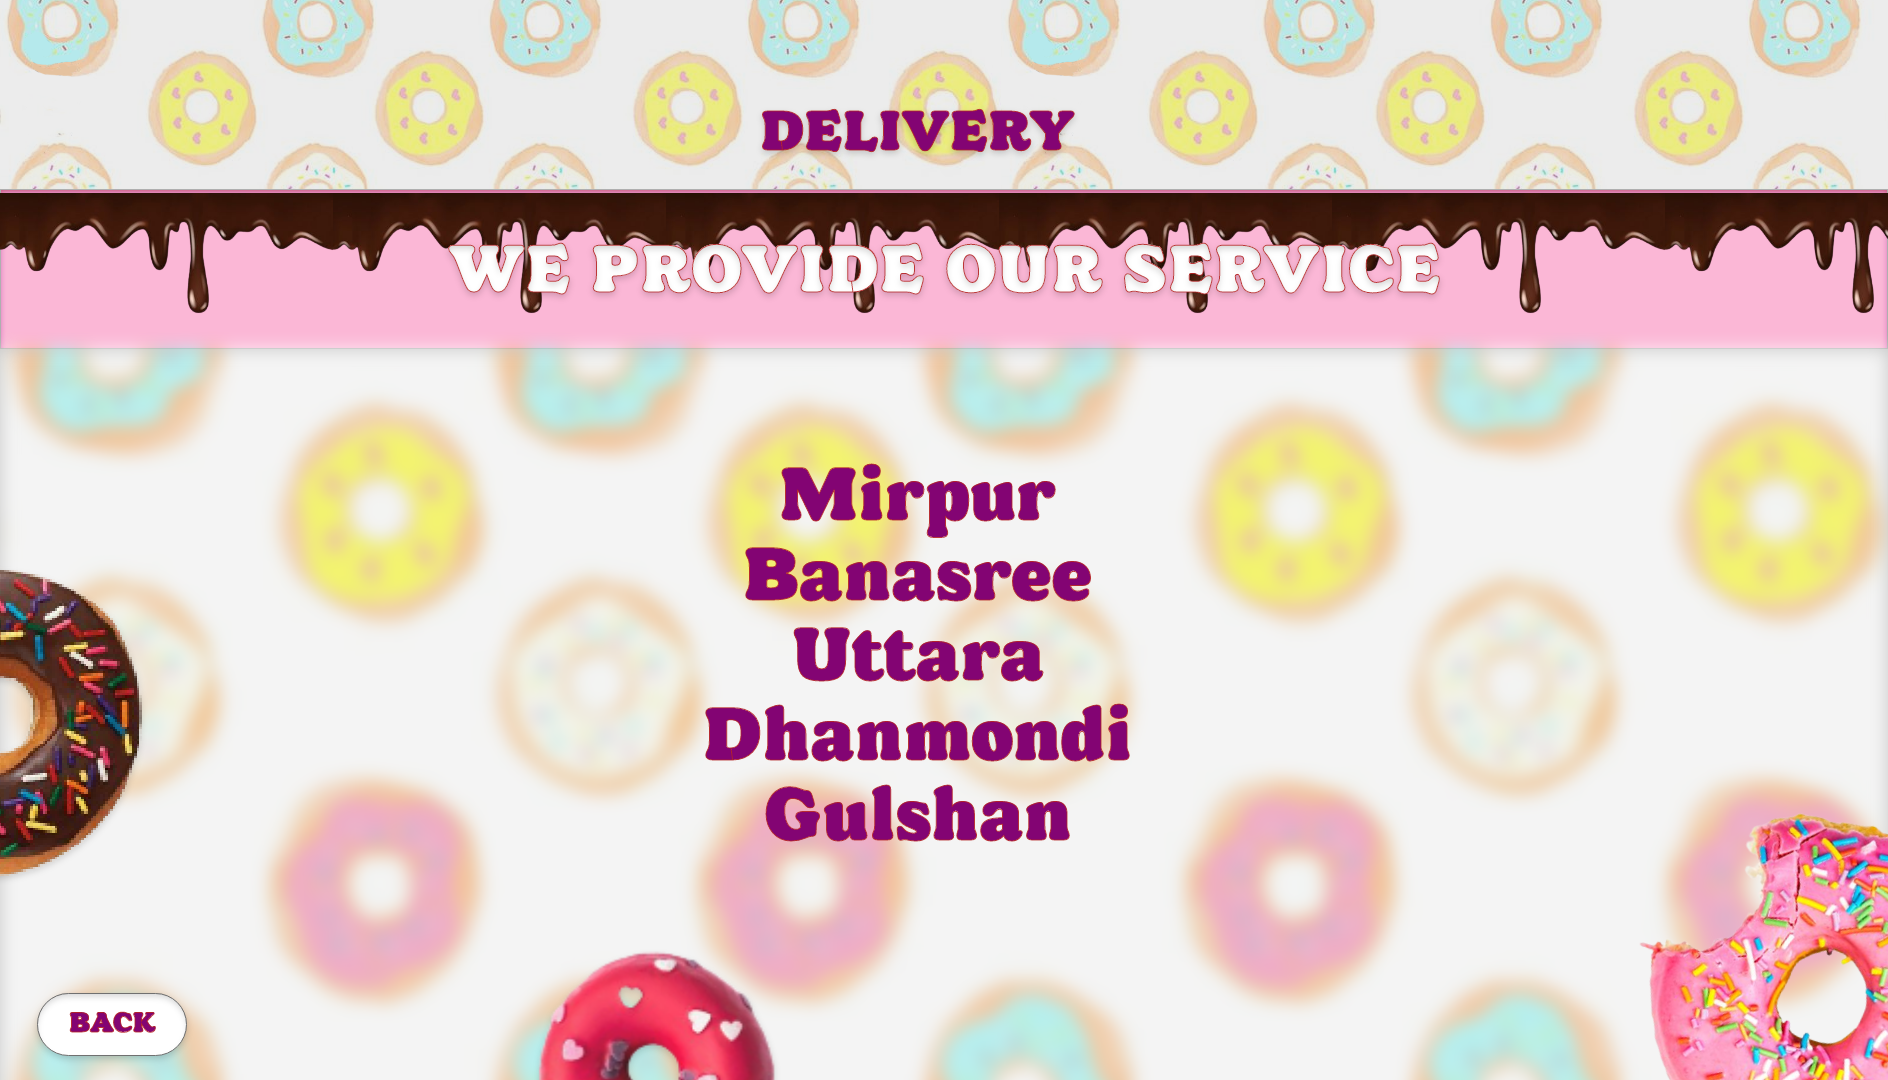 DELIVERY
WE PROVIDE OUR SERVICE
Mirpur
Banasree
Uttara
Dhanmondi
Gulshan
BACK